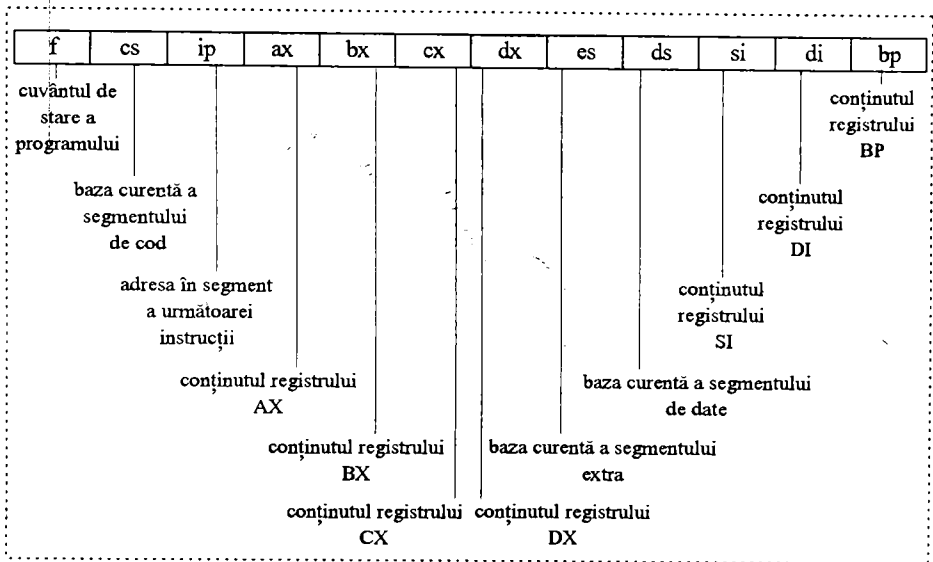 f cs ip ax bx cx dx es ds si di bp
cuvântul de
stare a
programului
conținutul
registrului
BP
baza curentă a
segmentului
de cod
conținutul
registrului
DI
adresa în segment
a următoarei
instrucții
conținutul
registrului
SI
conținutul registrului
AX
baza curentă a segmentului
de date
conținutul registrului
BX
baza curentă a segmentului
extra
conținutul registrului
CX
conținutul registrului
DX